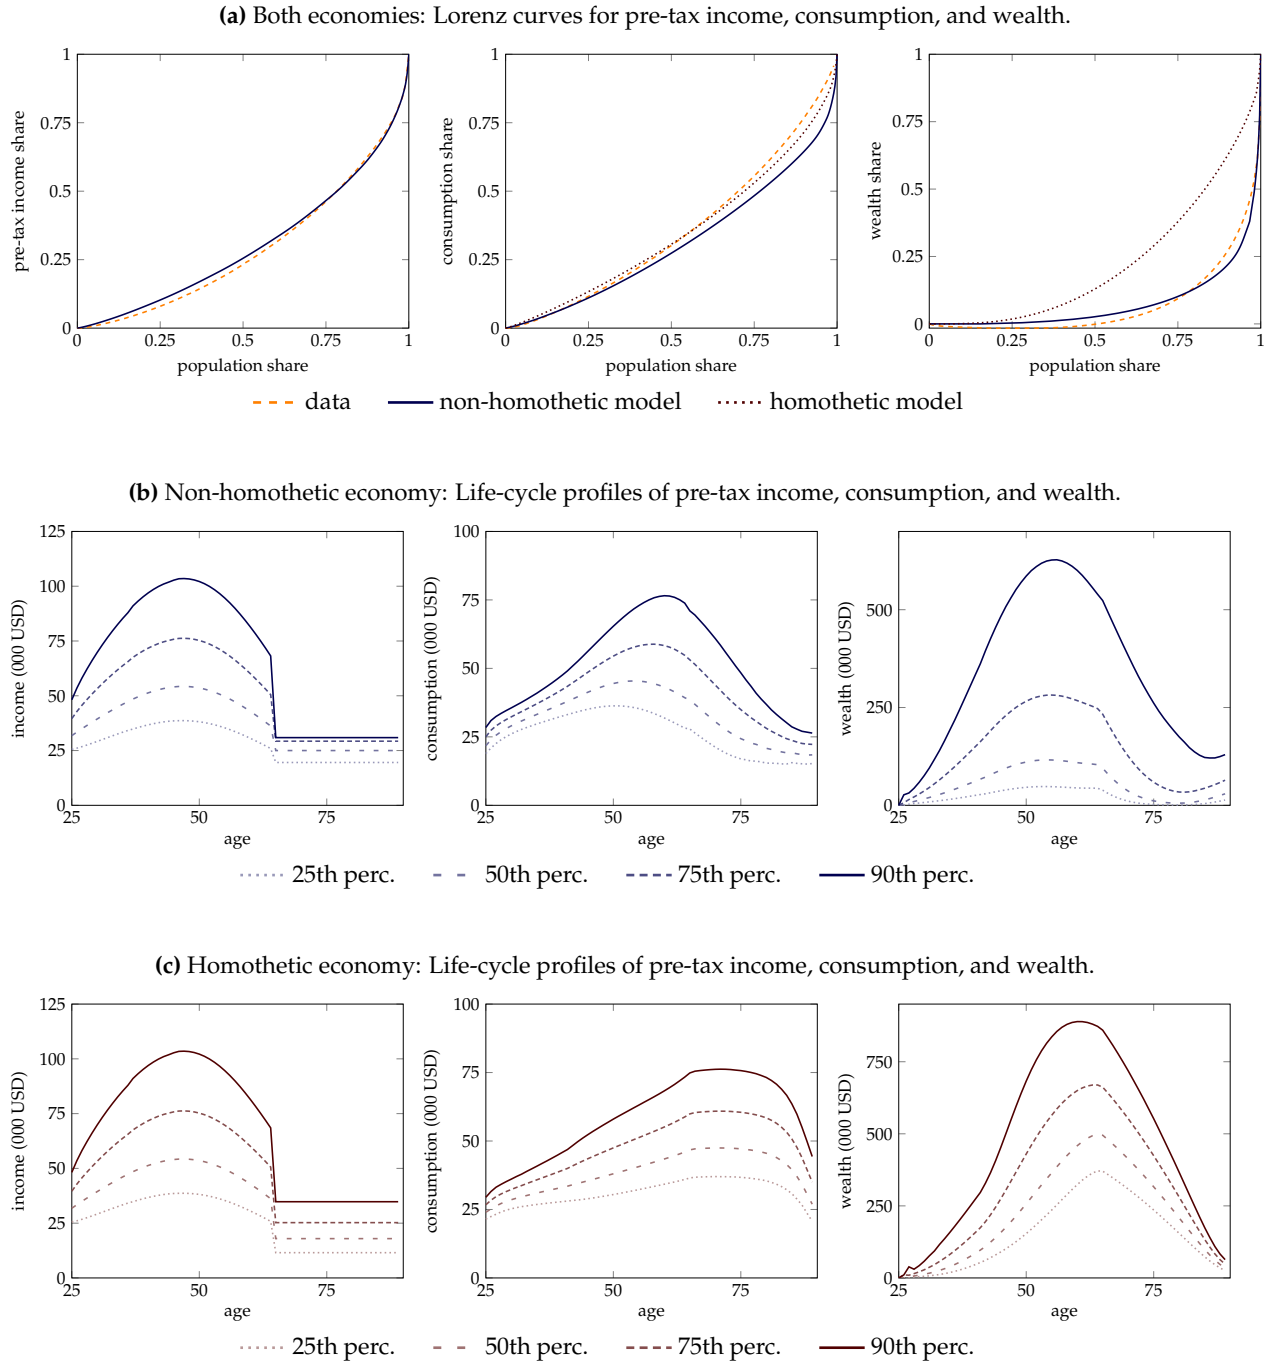 (a) Both economies: Lorenz curves for pre-tax income, consumption, and wealth.
pre-tax income share
1
0.75
0.5
0.25
0
0 0.25 0.5 0.75 1
population share
consumption share
1
0.75
0.5
0.25
0
0 0.25 0.5 0.75 1
population share
wealth share
1
0.75
0.5
0.25
0
0 0.25 0.5 0.75 1
population share
data non-homothetic model homothetic model
(b) Non-homothetic economy: Life-cycle profiles of pre-tax income, consumption, and wealth.
income (000 USD)
125
100
75
50
25
0
25 50 75
age
consumption (000 USD)
100
75
50
25
0
25 50 75
age
wealth (000 USD)
500
250
0
25 50 75
age
25th perc. 50th perc. 75th perc. 90th perc.
(c) Homothetic economy: Life-cycle profiles of pre-tax income, consumption, and wealth.
income (000 USD)
125
100
75
50
25
0
25 50 75
age
consumption (000 USD)
100
75
50
25
0
25 50 75
age
wealth (000 USD)
750
500
250
0
25 50 75
age
25th perc. 50th perc. 75th perc. 90th perc.